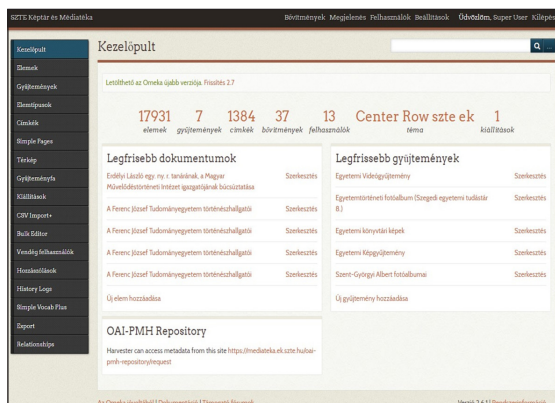 SZTE Képtár és Médiatéka
Bővítmények Megjelenés Felhasználók Beállítások Üdvözlöm, Super User Kilépés
Kezelőpult
Elemek
Gyűjtemények
Elemtípusok
Címkék
Simple Pages
Térkép
Gyűjteményfa
Kiállítások
CSV Import+
Bulk Editor
Vendég felhasználók
Hozzászólások
History Logs
Simple Vocab Plus
Export
Relationships
Kezelőpult
Letölthető az Omeka újabb verziója. Frissítés 2.7
17931 7 1384 37 13 Center Row szte ek 1
elemek gyűjtemények címkék bővítmények felhasználók téma kiállítások
Legfrisebb dokumentumok
Erdélyi László egy. ny. r. tanárának, a Magyar Szerkesztés
Művelődéstörténeti Intézet igazgatójának búcsúztatása
A Ferenc József Tudományegyetem történészhallgatói Szerkesztés
A Ferenc József Tudományegyetem történészhallgatói Szerkesztés
A Ferenc József Tudományegyetem történészhallgatói Szerkesztés
A Ferenc József Tudományegyetem történészhallgatói Szerkesztés
Új elem hozzáadása
Legfrissebb gyűjtemények
Egyetemi Videógyűjtemény Szerkesztés
Egyetemtörténeti fotóalbum (Szegedi egyetemi tudástár Szerkesztés
8.)
Egyetemi könyvtári képek Szerkesztés
Egyetemi Képgyűjtemény Szerkesztés
Szent-Györgyi Albert fotóalbumai Szerkesztés
Új gyűjtemény hozzáadása
OAI-PMH Repository
Harvester can access metadata from this site https://mediateka.ek.szte.hu/oai-
pmh-repository/request